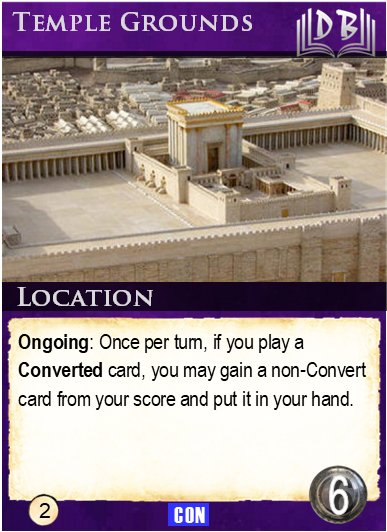 TEMPLE GROUNDS
DB
LOCATION
Ongoing: Once per turn, if you play a
Converted card, you may gain a non-Convert
card from your score and put it in your hand.
2
CON
6